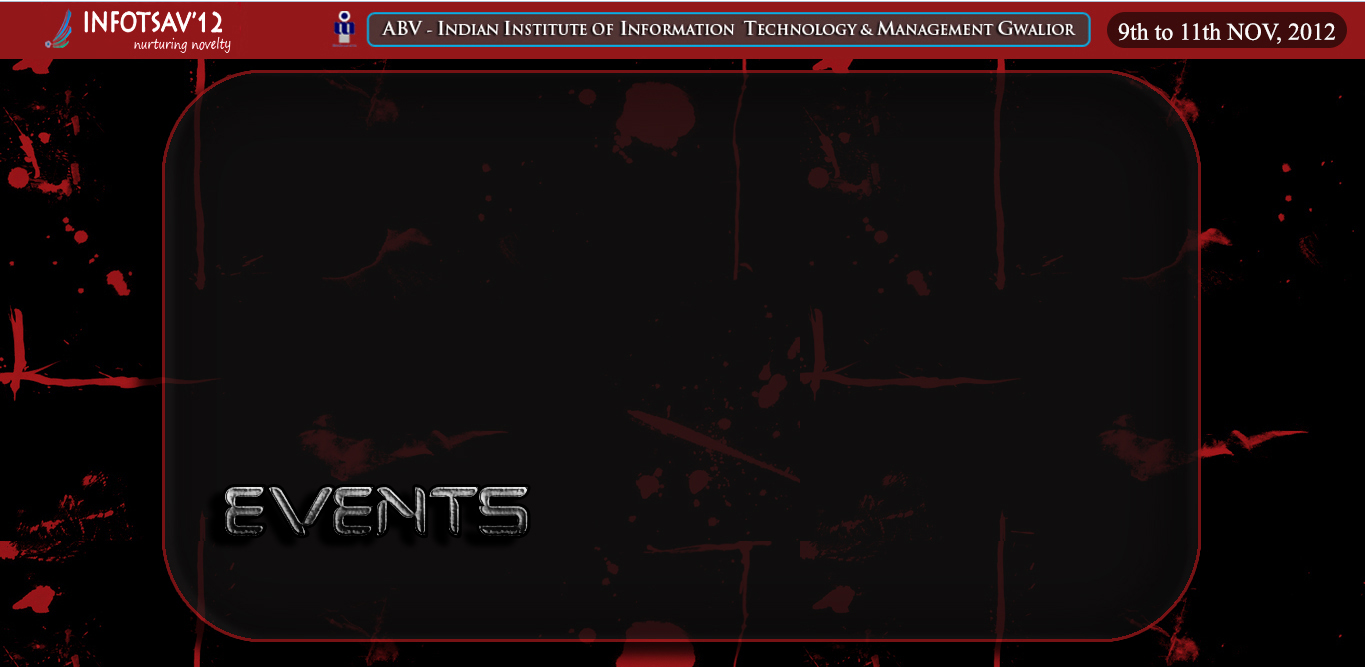 INFOTSAV'12
nurturing novelty
ABV - INDIAN INSTITUTE OF INFORMATION TECHNOLOGY & MANAGEMENT GWALIOR
9th to 11th NOV, 2012
EVENTS